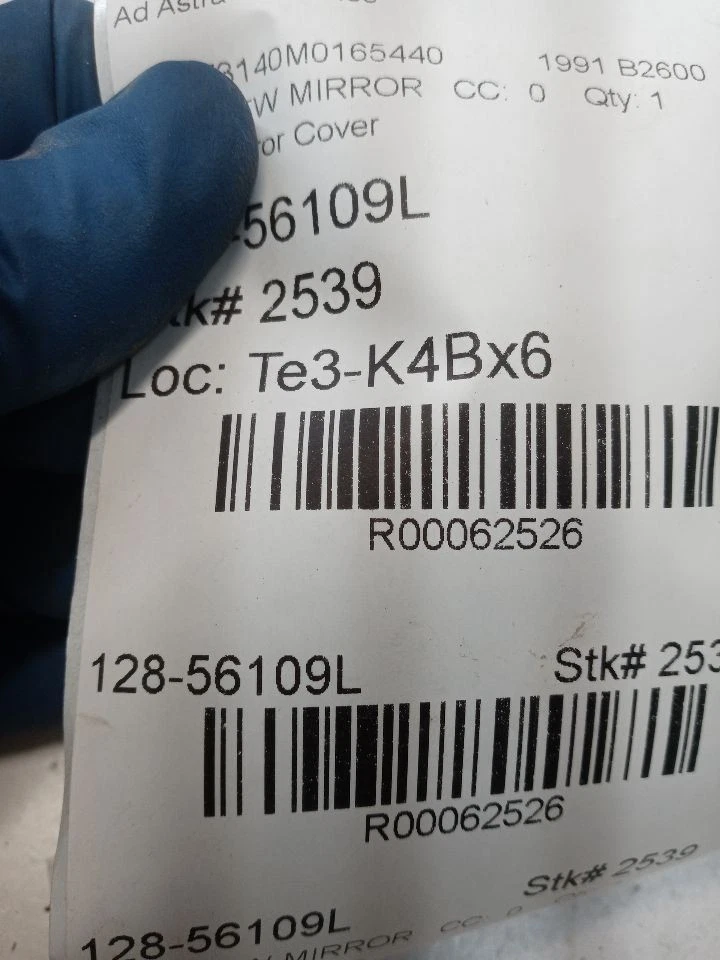 Ad Astra
3140M0165440 1991 B2600
W MIRROR CC: 0 Qty: 1
or Cover
-56109L
Stk# 2539
Loc: Te3-K4Bx6
R00062526
128-56109L Stk# 253
R00062526
Stk# 2539
128-56109L
MIRROR CC: 0